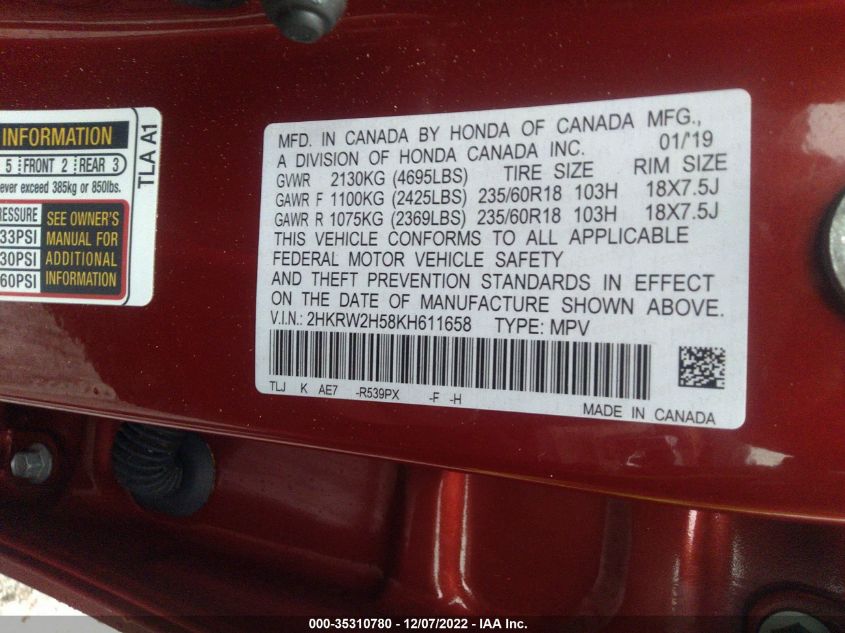 INFORMATION
5 FRONT 2 REAR 3
ever exceed 385kg or 850lbs.
RESSURE
33PSI
30PSI
60PSI
SEE OWNER'S
MANUAL FOR
ADDITIONAL
INFORMATION
TLA A1
MFD. IN CANADA BY HONDA OF CANADA MFG., 01/'19
A DIVISION OF HONDA CANADA INC.
GVWR 2130KG (4695LBS) TIRE SIZE RIM SIZE
GAWR F 1100KG (2425LBS) 235/60R18 103H 18X7.5J
GAWR R 1075KG (2369LBS) 235/60R18 103H 18X7.5J
THIS VEHICLE CONFORMS TO ALL APPLICABLE
FEDERAL MOTOR VEHICLE SAFETY
AND THEFT PREVENTION STANDARDS IN EFFECT
ON THE DATE OF MANUFACTURE SHOWN ABOVE.
V.I.N.: 2HKRW2H58KH611658 TYPE: MPV
TLJ K AE7 -R539PX -F -H
MADE IN CANADA
000-35310780 - 12/07/2022 - IAA Inc.